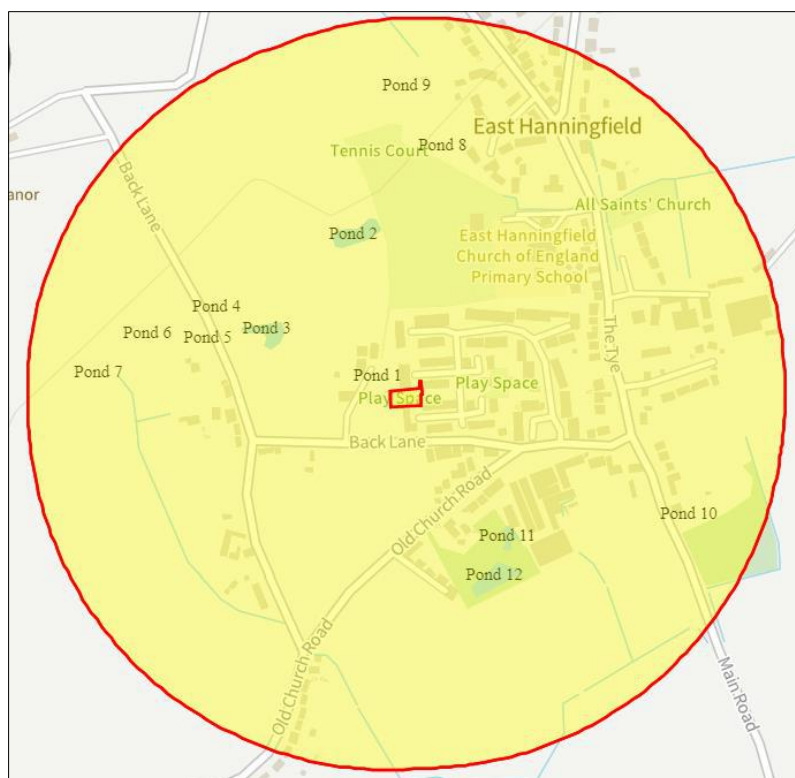 Pond 9
East Hanningfield
Pond 8
Tennis Court
anor
Back Lane
All Saints' Church
Pond 2
East Hanningfield
Church of England
Primary School
Pond 4
Pond 6
Pond 5
Pond 3
The Tye
Pond 7
Pond 1
Play Space
Play Space
Back Lane
Old Church Road
Pond 10
Pond 11
Pond 12
Old Church Road
Main Road